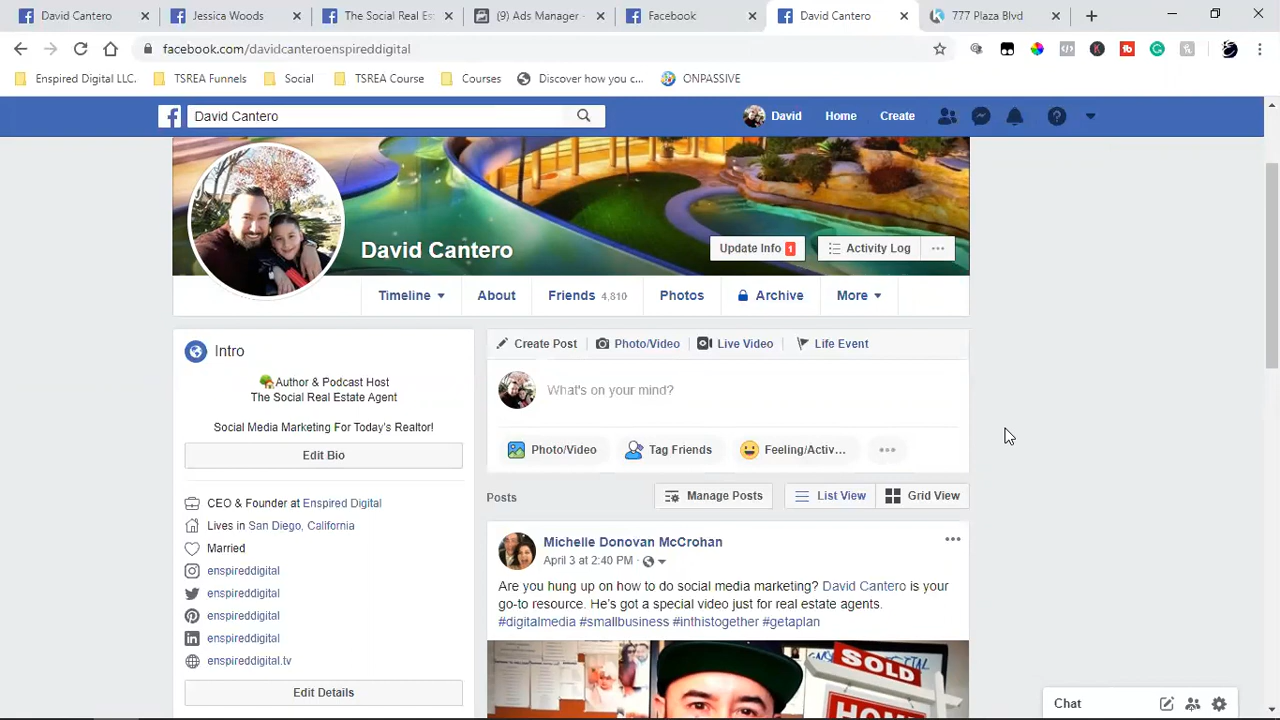 David Cantero
Jessica Woods
The Social Real Es
(9) Ads Manager -
Facebook
David Cantero
777 Plaza Blvd
facebook.com/davidcanteroenspireddigital
Enspired Digital LLC.
TSREA Funnels
Social
TSREA Course
Courses
Discover how you c...
ONPASSIVE
David Cantero
David
Home
Create
David Cantero
Update Info 1
Activity Log
Timeline
About
Friends 4,810
Photos
Archive
More
Intro
Author & Podcast Host
The Social Real Estate Agent
Social Media Marketing For Today's Realtor!
Edit Bio
CEO & Founder at Enspired Digital
Lives in San Diego, California
Married
enspireddigital
enspireddigital
enspireddigital
enspireddigital
enspireddigital.tv
Edit Details
Create Post
Photo/Video
Live Video
Life Event
What's on your mind?
Photo/Video
Tag Friends
Feeling/Activ...
Posts
Manage Posts
List View
Grid View
Michelle Donovan McCrohan
April 3 at 2:40 PM
Are you hung up on how to do social media marketing? David Cantero is your
go-to resource. He's got a special video just for real estate agents.
#digitalmedia #smallbusiness #inthistogether #getaplan
SOLD
HOME
Chat